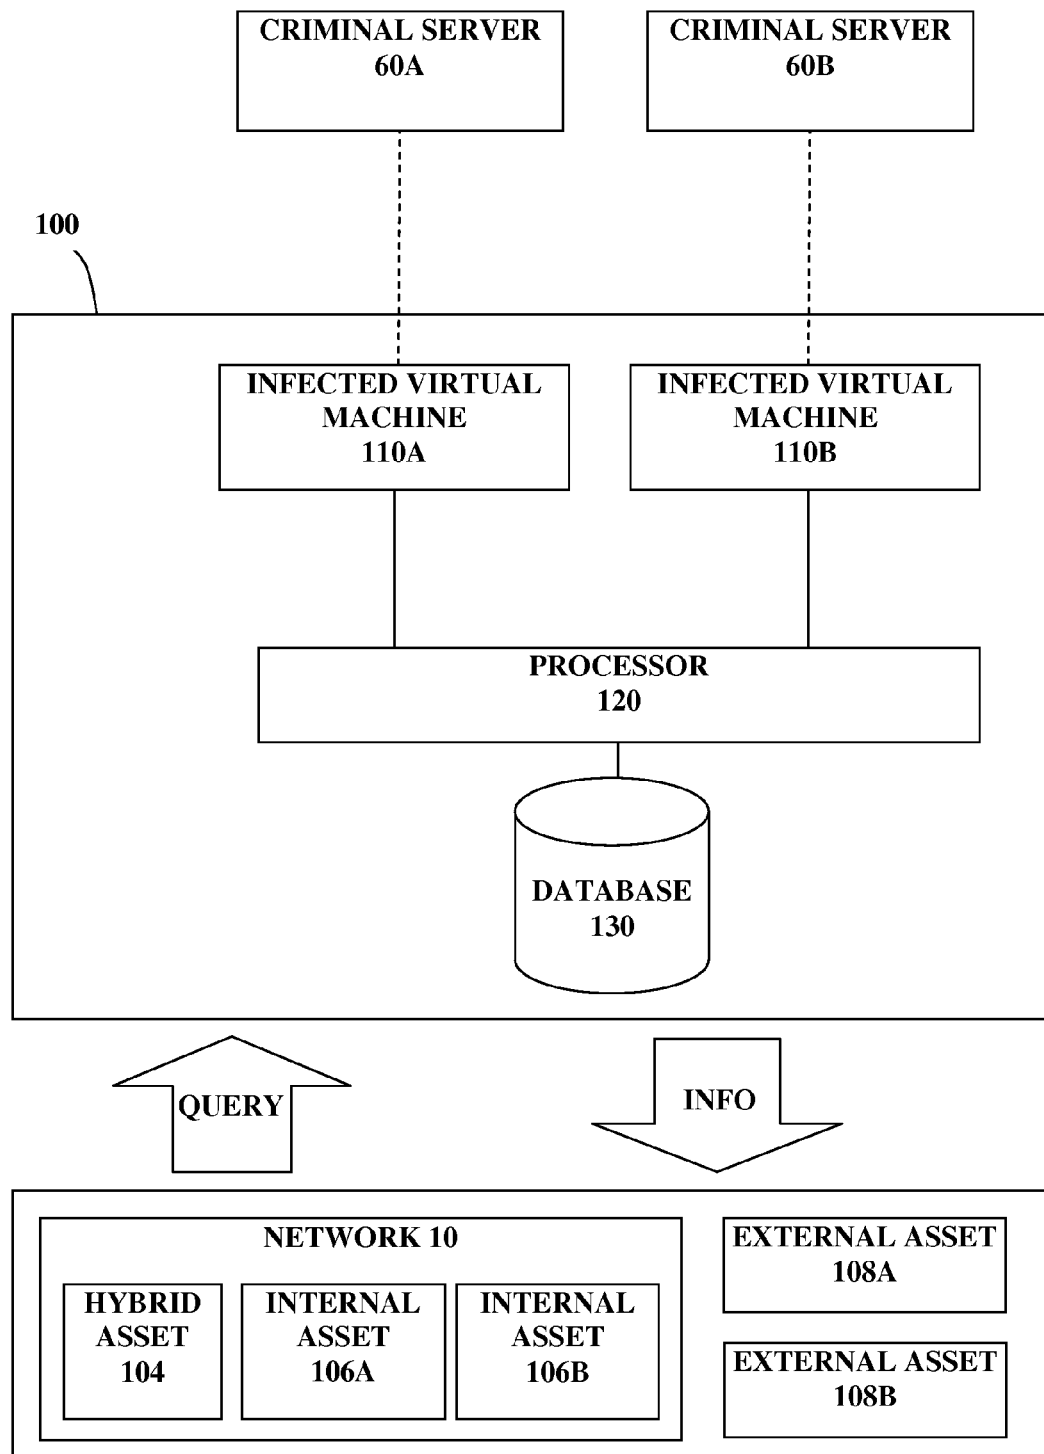 CRIMINAL SERVER
60A
CRIMINAL SERVER
60B
100
INFECTED VIRTUAL
MACHINE
110A
INFECTED VIRTUAL
MACHINE
110B
PROCESSOR
120
DATABASE
130
QUERY
INFO
NETWORK 10
HYBRID
ASSET
104
INTERNAL
ASSET
106A
INTERNAL
ASSET
106B
EXTERNAL ASSET
108A
EXTERNAL ASSET
108B